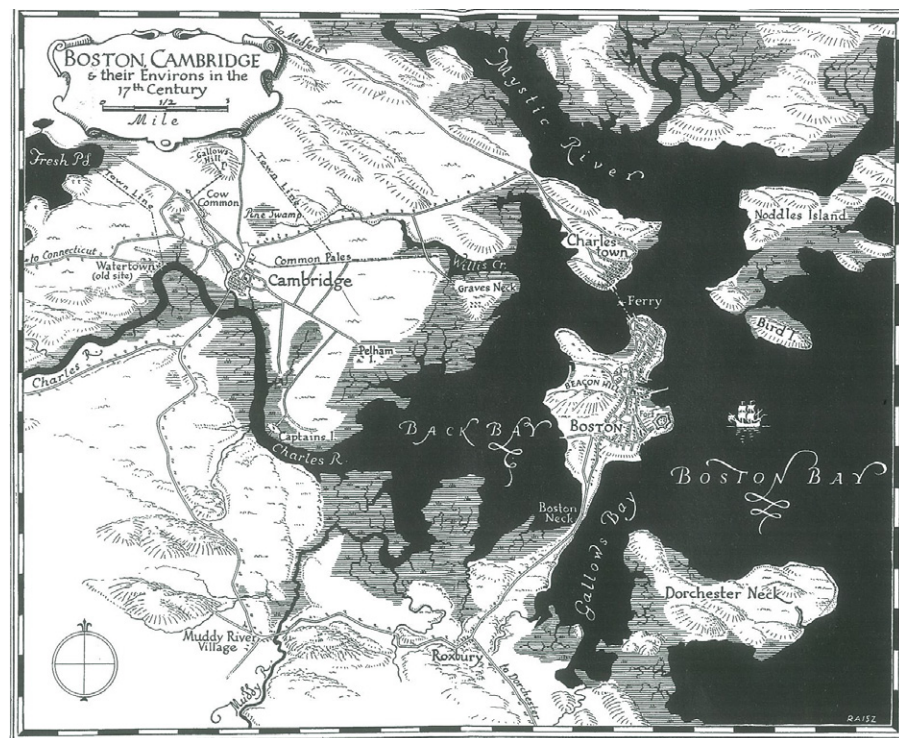 BOSTON, CAMBRIDGE
& their Environs in the
17th Century
0 1/2 1
Mile
to Medford
Mystic
River
Fresh Pd.
Gallows
Hill
Town Line
Town Line
Cow
Common
Pine Swamp
Noddles Island
to Connecticut
Charles
town
Common Pales
Willis Cr.
Watertown
(old site)
Cambridge
Graves Neck
Ferry
Bird I.
Pelham
I.
Charles R.
BEACON HILL
BOSTON
BACK BAY
Captains I.
Charles R.
BOSTON BAY
Boston
Neck
Gallows Bay
Dorchester Neck
Muddy River
Village
Roxbury
Muddy R.
RAISZ